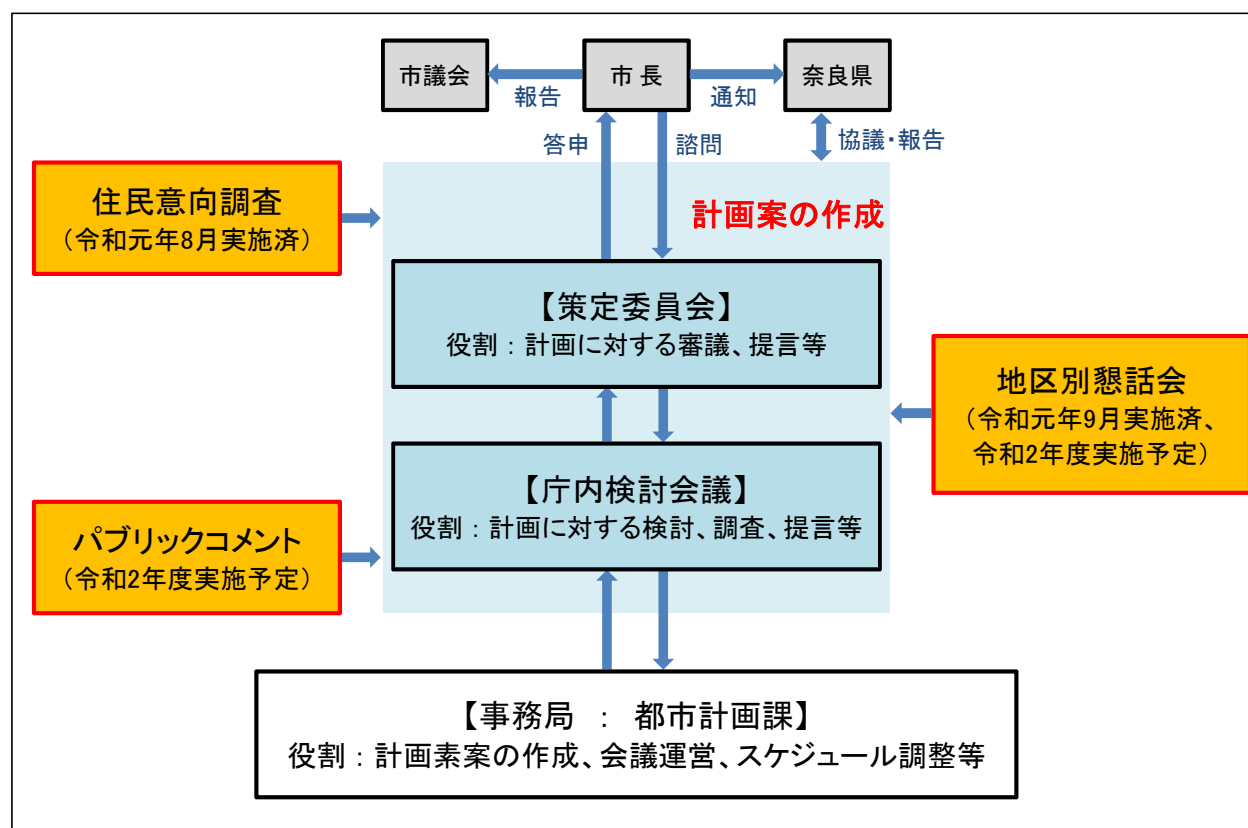 市議会
市 長
奈良県
報告
通知
答申
諮問
協議・報告
住民意向調査
（令和元年8月実施済）
計画案の作成
【策定委員会】
役割 ： 計画に対する審議、提言等
地区別懇話会
（令和元年9月実施済、
令和2年度実施予定）
【庁内検討会議】
役割 ： 計画に対する検討、調査、提言等
パブリックコメント
（令和2年度実施予定）
【事務局 ： 都市計画課】
役割 ： 計画素案の作成、会議運営、スケジュール調整等